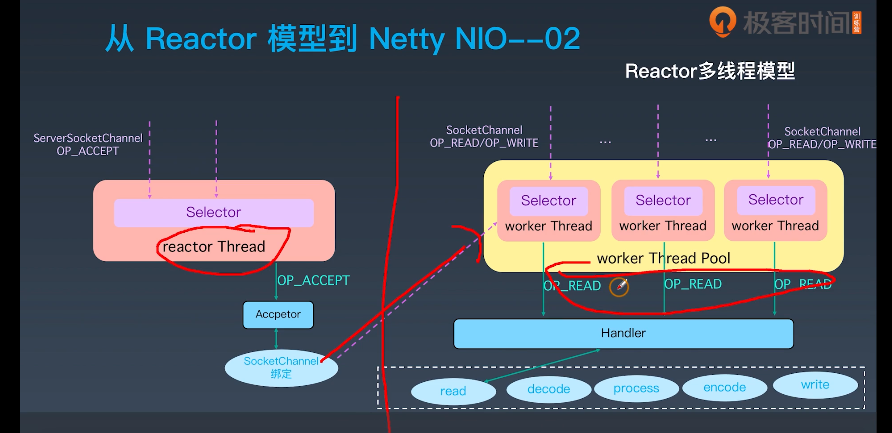 从 Reactor 模型到 Netty NIO--02
极客时间
训练营
Reactor多线程模型
ServerSocketChannel
OP_ACCEPT
Selector
reactor Thread
OP_ACCEPT
Accpetor
SocketChannel
绑定
SocketChannel
OP_READ/OP_WRITE
...
...
SocketChannel
OP_READ/OP_WRITE
Selector
worker Thread
Selector
worker Thread
Selector
worker Thread
worker Thread Pool
OP_READ
OP_READ
OP_READ
Handler
read
decode
process
encode
write